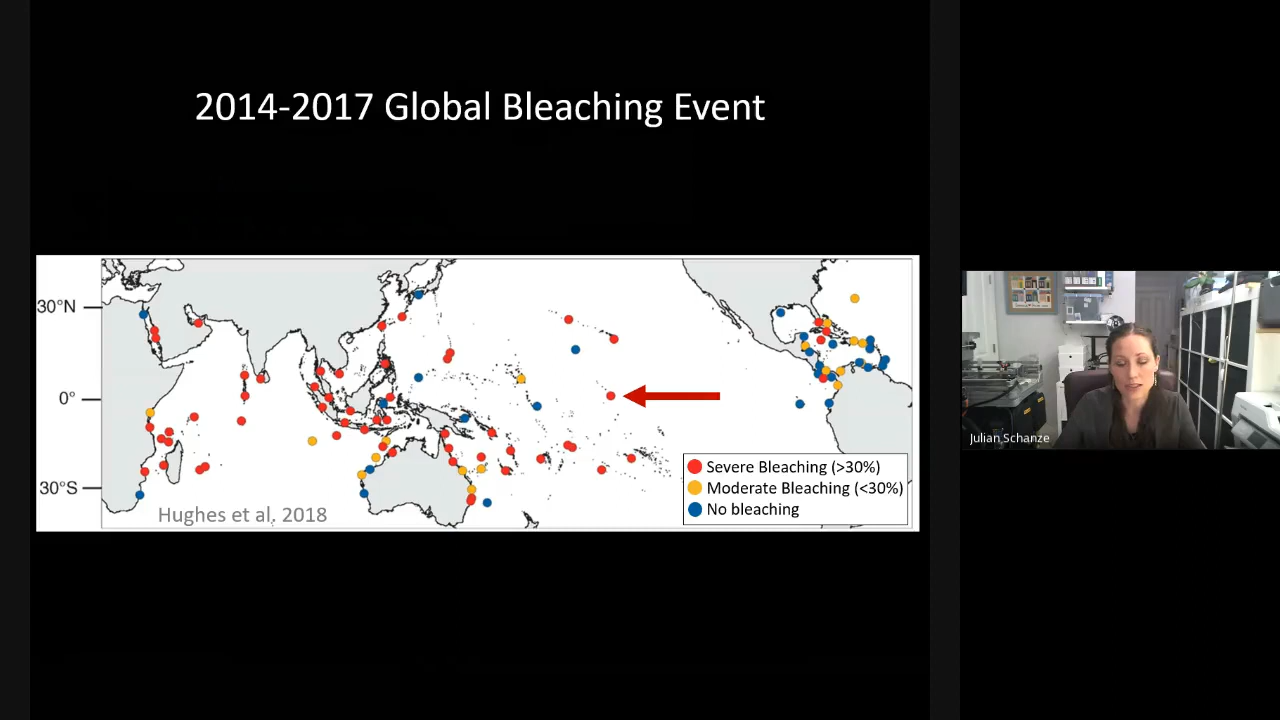 2014-2017 Global Bleaching Event
30°N
0°
30°S
Hughes et al. 2018
Severe Bleaching (>30%)
Moderate Bleaching (<30%)
No bleaching
Julian Schanze